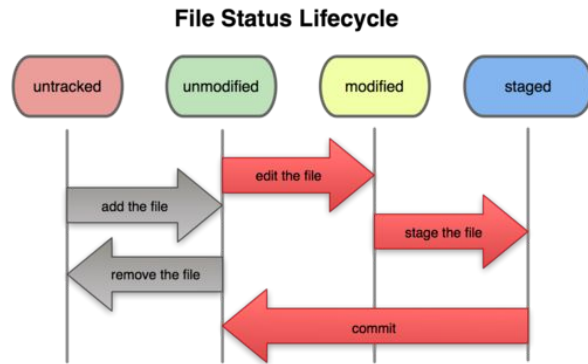 File Status Lifecycle
untracked
unmodified
modified
staged
edit the file
add the file
stage the file
remove the file
commit